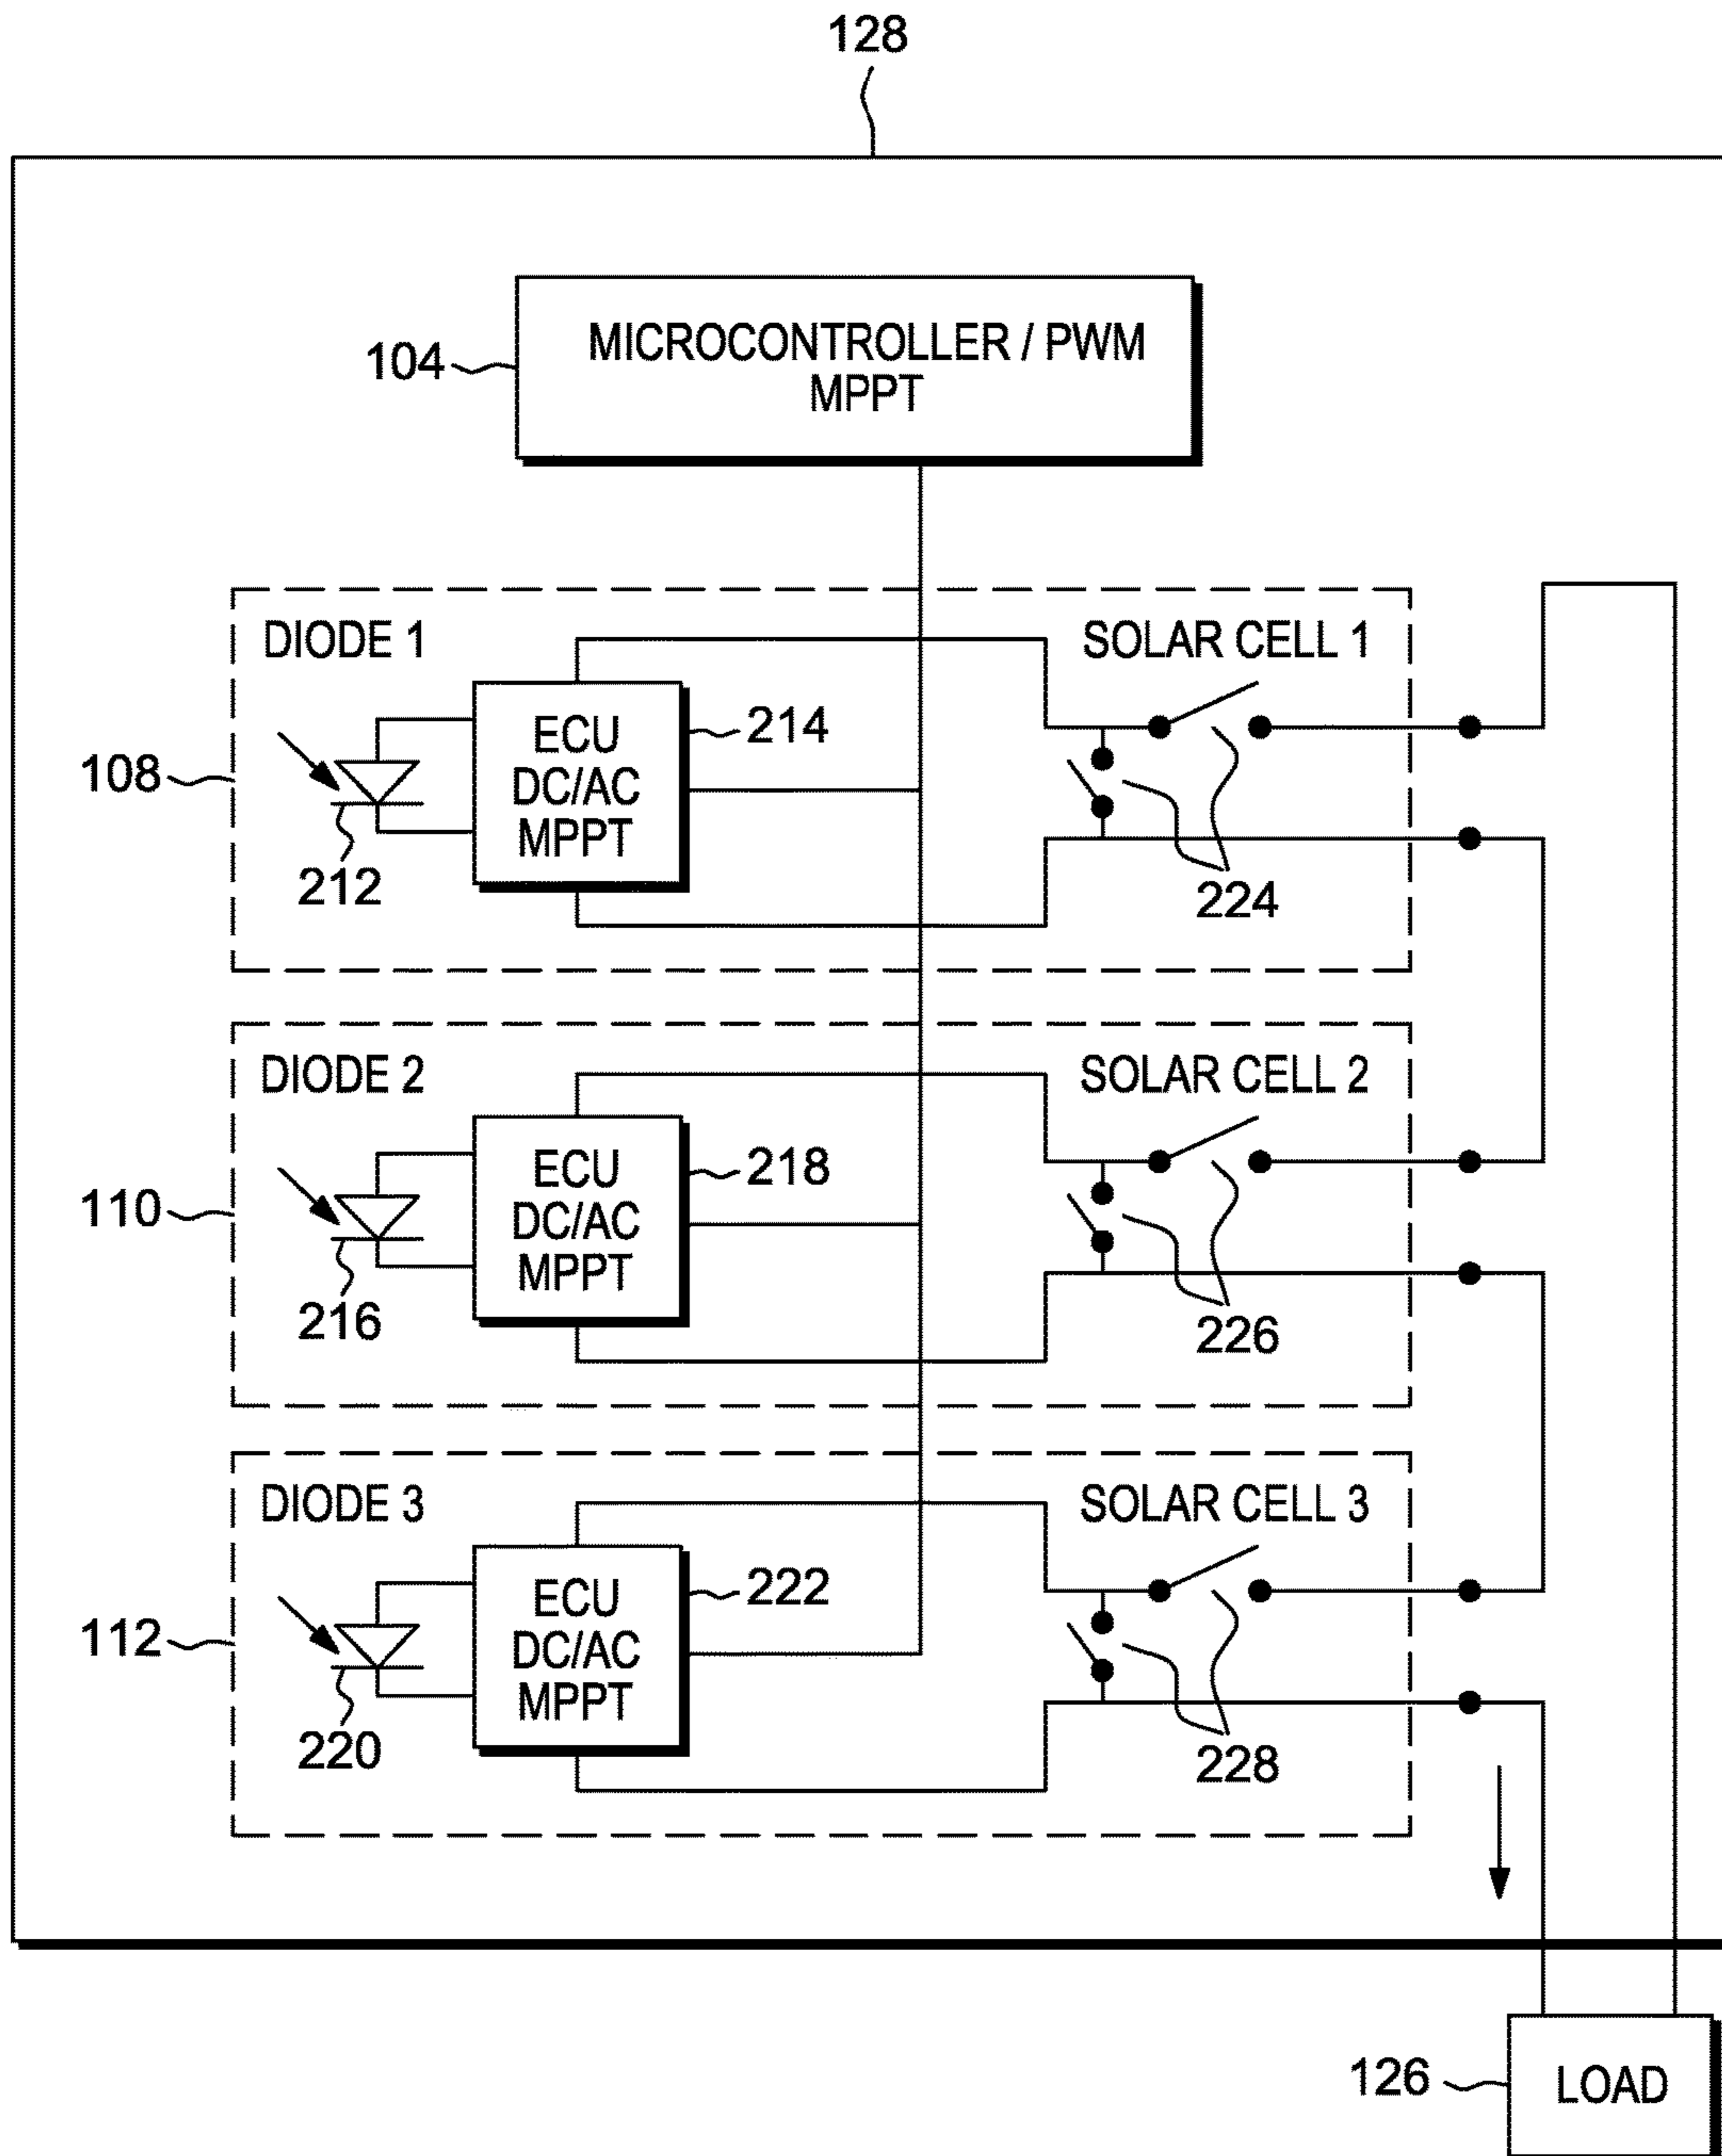 128
104
MICROCONTROLLER / PWM
MPPT
DIODE 1
SOLAR CELL 1
ECU
DC/AC
MPPT
214
108
212
224
DIODE 2
SOLAR CELL 2
ECU
DC/AC
MPPT
218
110
216
226
DIODE 3
SOLAR CELL 3
ECU
DC/AC
MPPT
222
112
220
228
126
LOAD